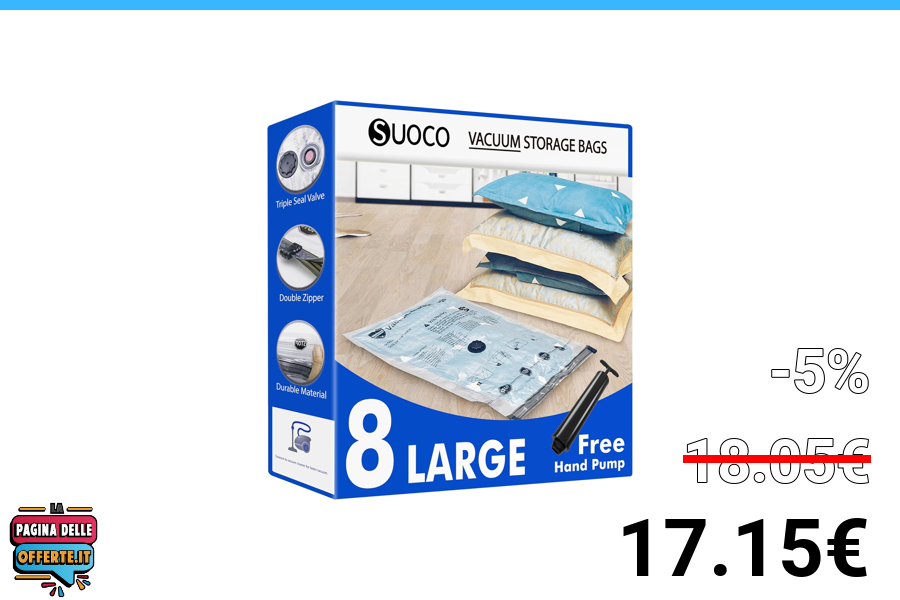 SUOCO
VACUUM STORAGE BAGS
Triple Seal Valve
Double Zipper
Durable Material
8 LARGE
Free
Hand Pump
-5%
18.05€
17.15€
LA
PAGINA DELLE
OFFERTE.IT